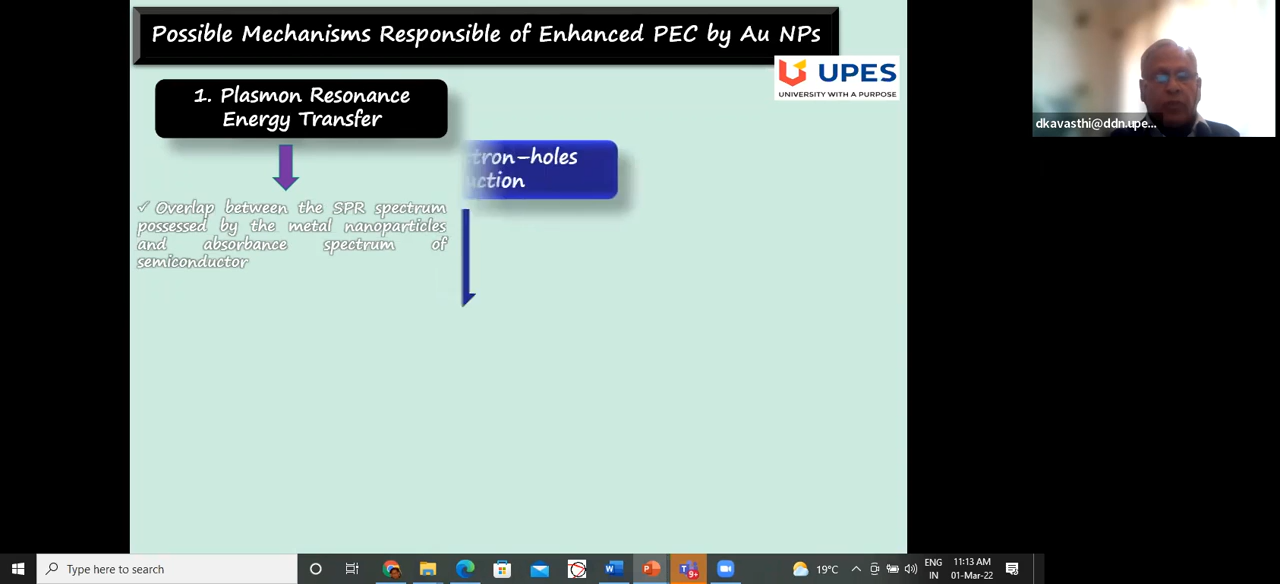 Possible Mechanisms Responsible of Enhanced PEC by Au NPs
UPES
UNIVERSITY WITH A PURPOSE
1. Plasmon Resonance
Energy Transfer
tron-holes
uction
✓ Overlap between the SPR spectrum
possessed by the metal nanoparticles
and absorbance spectrum of
semiconductor
dkavasthi@ddn.upe...
Type here to search
9+
19°C
ENG
IN
11:13 AM
01-Mar-22